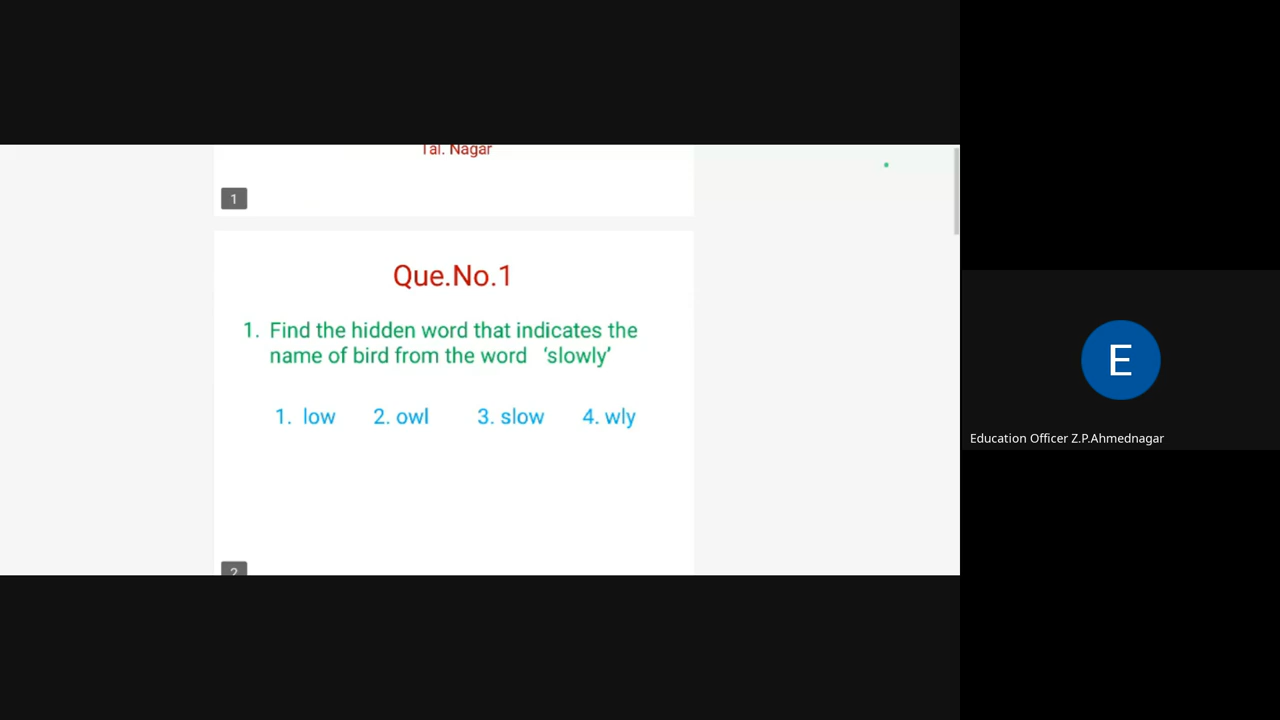 Tal. Nagar
1
Que.No.1
1. Find the hidden word that indicates the
name of bird from the word 'slowly'
1. low 2. owl 3. slow 4. wly
2
E
Education Officer Z.P.Ahmednagar